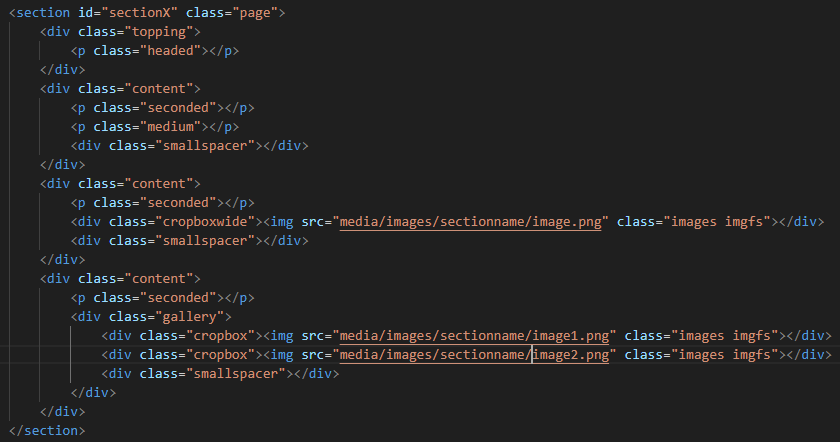 <section id="sectionX" class="page">
<div class="topping">
<p class="headed"></p>
</div>
<div class="content">
<p class="seconded"></p>
<p class="medium"></p>
<div class="smallspacer"></div>
</div>
<div class="content">
<p class="seconded"></p>
<div class="cropboxwide"><img src="media/images/sectionname/image.png" class="images imgfs"></div>
<div class="smallspacer"></div>
</div>
<div class="content">
<p class="seconded"></p>
<div class="gallery">
<div class="cropbox"><img src="media/images/sectionname/image1.png" class="images imgfs"></div>
<div class="cropbox"><img src="media/images/sectionname/image2.png" class="images imgfs"></div>
<div class="smallspacer"></div>
</div>
</div>
</section>